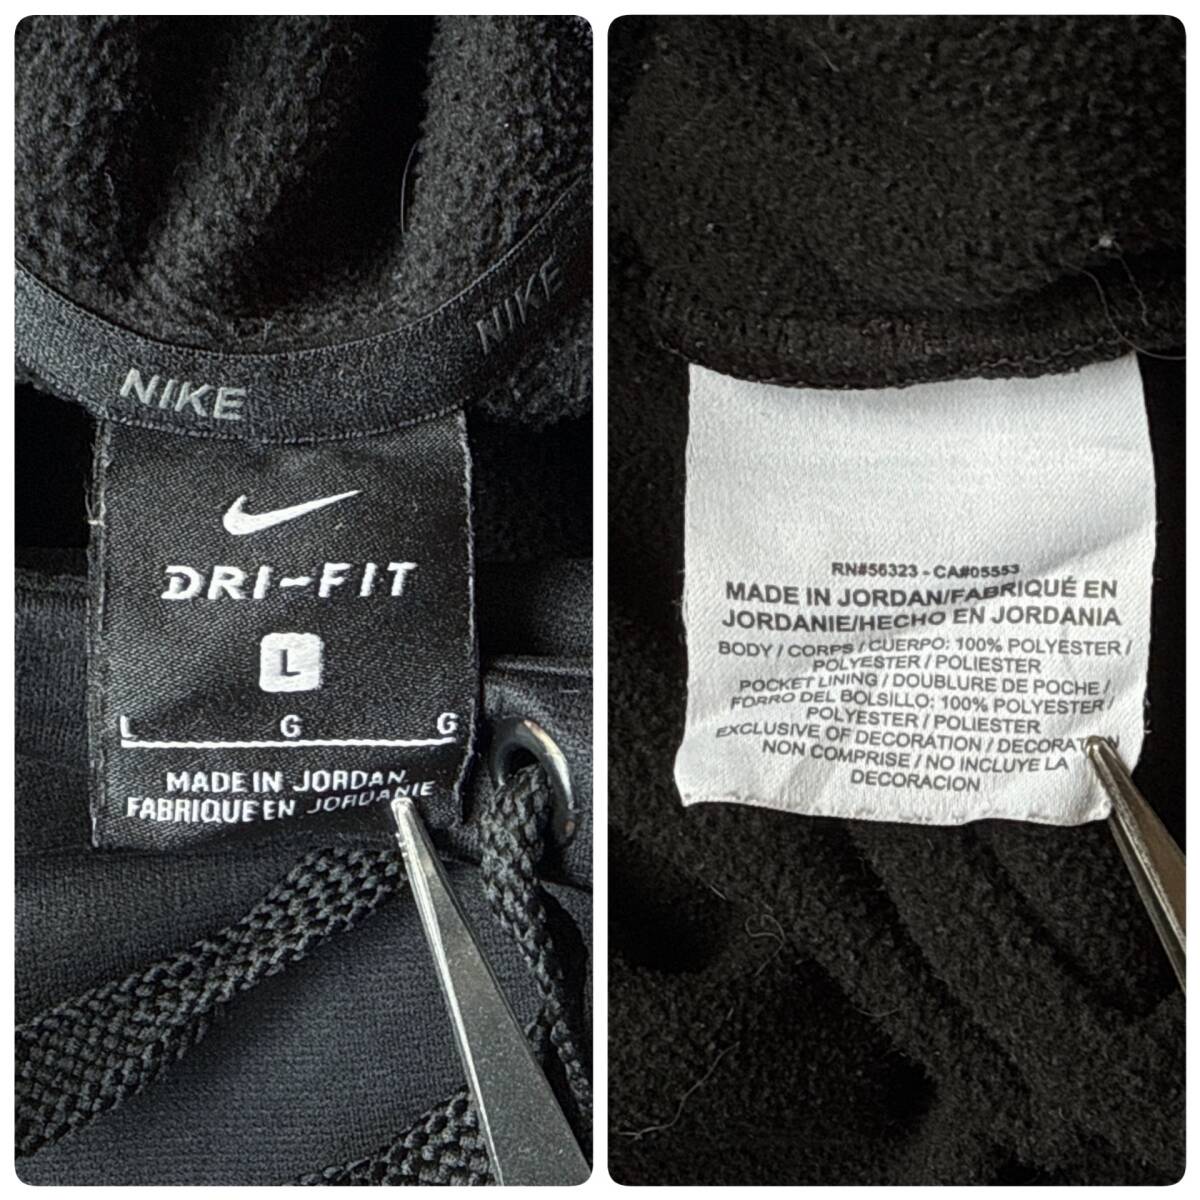 NIKE
NIKE
DRI-FIT
L
L G G
MADE IN JORDAN
FABRIQUE EN JORDANIE
RN#56323 - CA#05553
MADE IN JORDAN/FABRIQUÉ EN
JORDANIE/HECHO EN JORDANIA
BODY / CORPS / CUERPO: 100% POLYESTER /
POLYESTER / POLIESTER
POCKET LINING / DOUBLURE DE POCHE /
FORRO DEL BOLSILLO: 100% POLYESTER /
POLYESTER / POLIESTER
EXCLUSIVE OF DECORATION / DECORATION
NON COMPRISE / NO INCLUYE LA
DECORACION